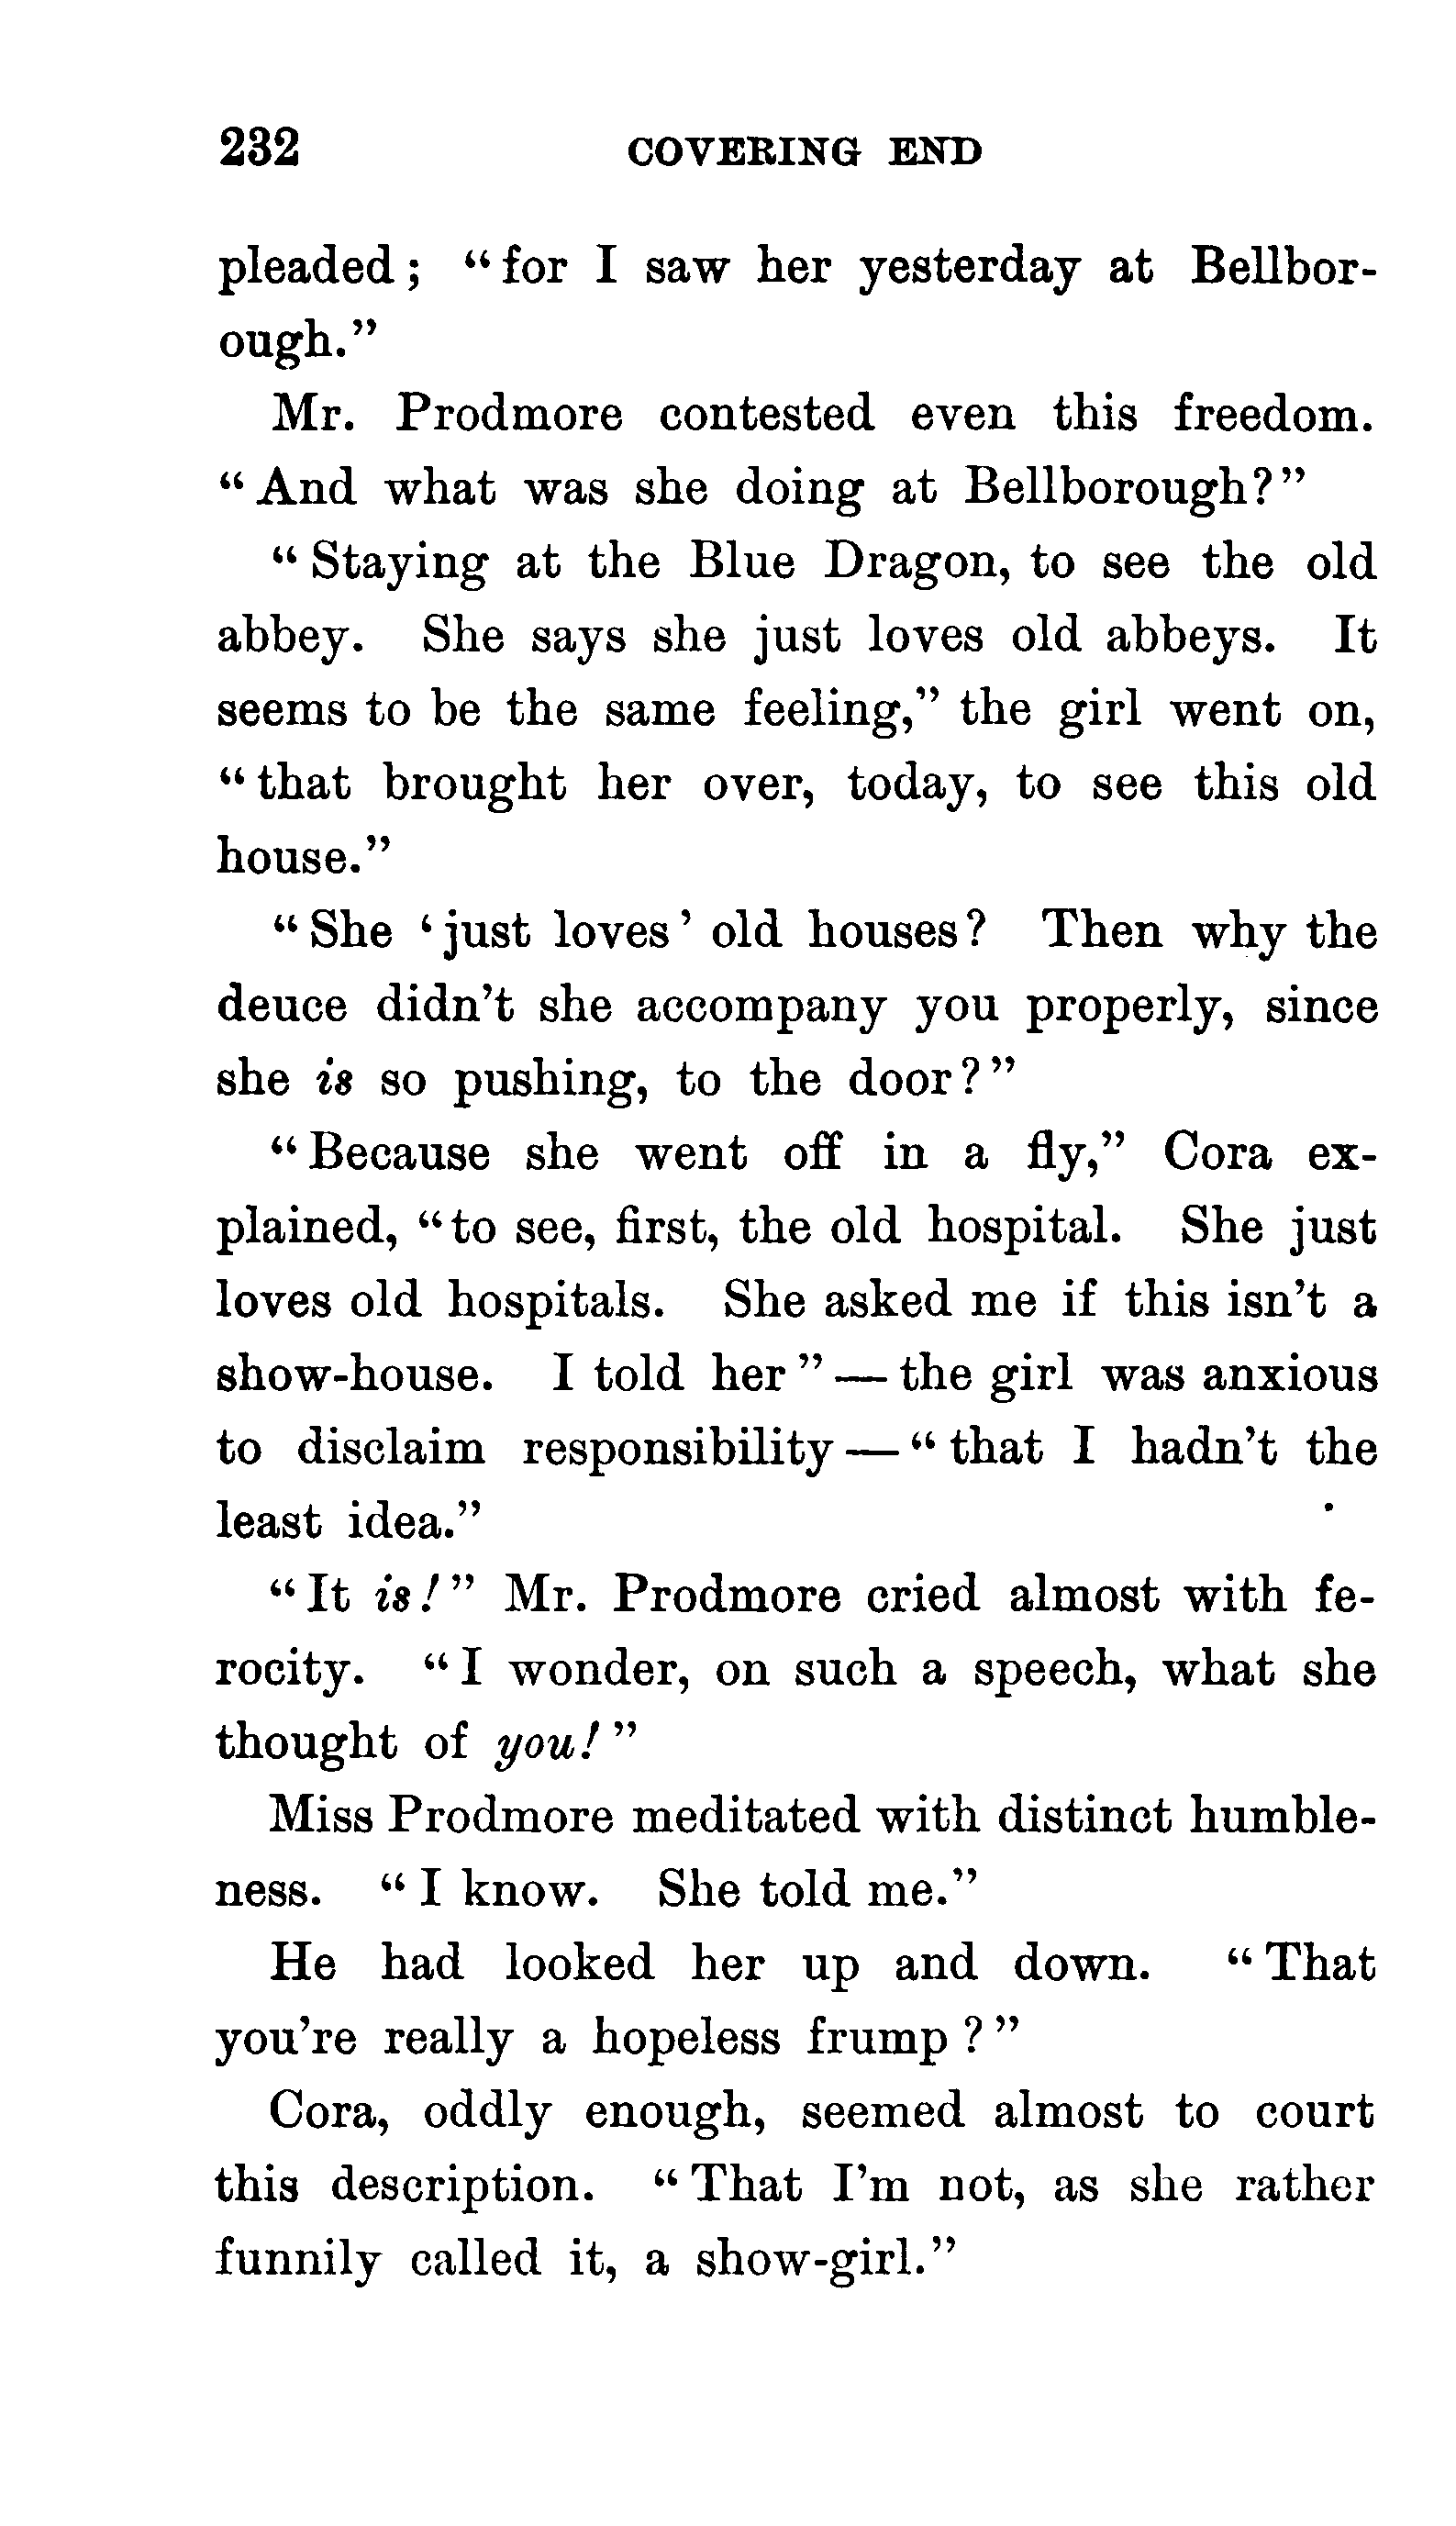 232 COVERING END
pleaded; “for I saw her yesterday at Bellbor-
ough.”
Mr. Prodmore contested even this freedom.
“And what was she doing at Bellborough?”
“Staying at the Blue Dragon, to see the old
abbey. She says she just loves old abbeys. It
seems to be the same feeling,” the girl went on,
“that brought her over, today, to see this old
house.”
“She ‘just loves’ old houses? Then why the
deuce didn’t she accompany you properly, since
she is so pushing, to the door?”
“Because she went off in a fly,” Cora ex-
plained, “to see, first, the old hospital. She just
loves old hospitals. She asked me if this isn’t a
show-house. I told her”—the girl was anxious
to disclaim responsibility—“that I hadn’t the
least idea.”
“It is!” Mr. Prodmore cried almost with fe-
rocity. “I wonder, on such a speech, what she
thought of you!”
Miss Prodmore meditated with distinct humble-
ness. “I know. She told me.”
He had looked her up and down. “That
you’re really a hopeless frump?”
Cora, oddly enough, seemed almost to court
this description. “That I’m not, as she rather
funnily called it, a show-girl.”